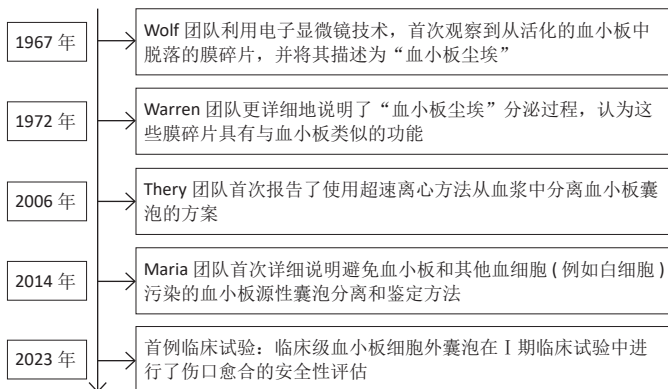 1967 年
Wolf 团队利用电子显微镜技术，首次观察到从活化的血小板中
脱落的膜碎片，并将其描述为“血小板尘埃”
1972 年
Warren 团队更详细地说明了“血小板尘埃”分泌过程，认为这
些膜碎片具有与血小板类似的功能
2006 年
Thery 团队首次报告了使用超速离心方法从血浆中分离血小板囊
泡的方案
2014 年
Maria 团队首次详细说明避免血小板和其他血细胞 ( 例如白细胞 )
污染的血小板源性囊泡分离和鉴定方法
2023 年
首例临床试验：临床级血小板细胞外囊泡在 Ⅰ 期临床试验中进
行了伤口愈合的安全性评估